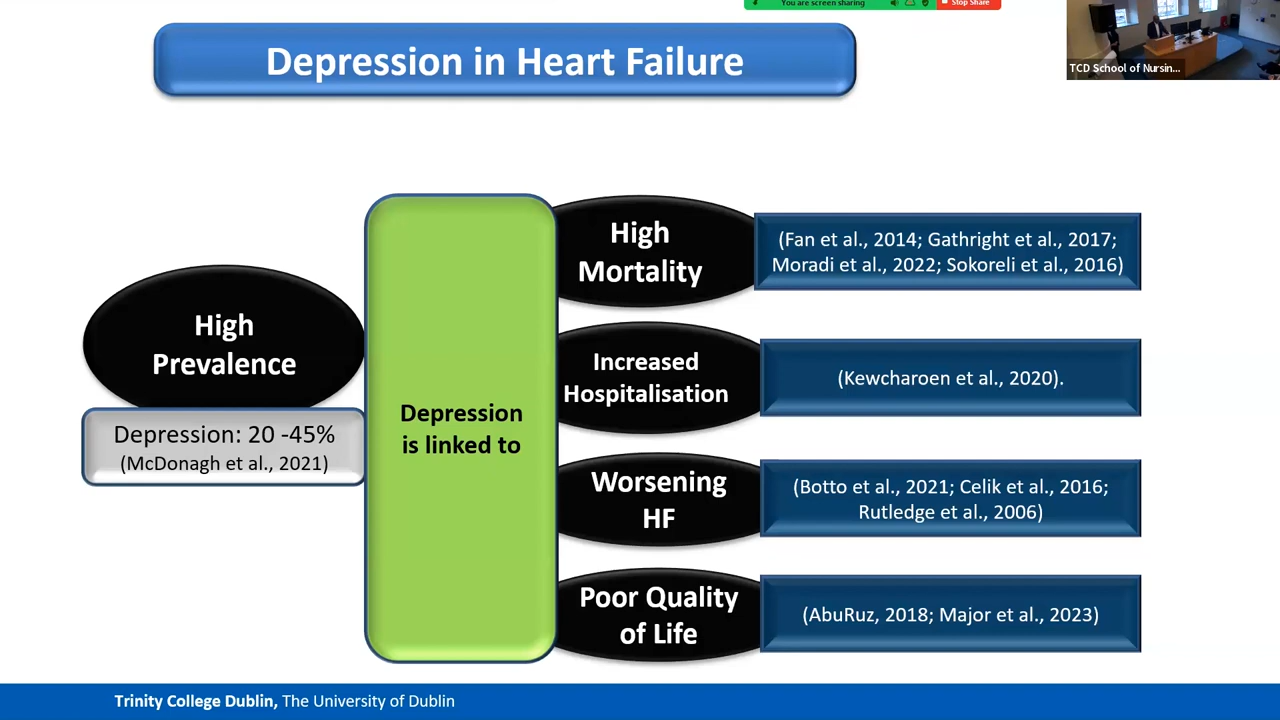 You are screen sharing
Stop Share
Depression in Heart Failure
TCD School of Nursin...
High
Prevalence
Depression: 20 -45%
(McDonagh et al., 2021)
Depression
is linked to
High
Mortality
(Fan et al., 2014; Gathright et al., 2017;
Moradi et al., 2022; Sokoreli et al., 2016)
Increased
Hospitalisation
(Kewcharoen et al., 2020).
Worsening
HF
(Botto et al., 2021; Celik et al., 2016;
Rutledge et al., 2006)
Poor Quality
of Life
(AbuRuz, 2018; Major et al., 2023)
Trinity College Dublin, The University of Dublin